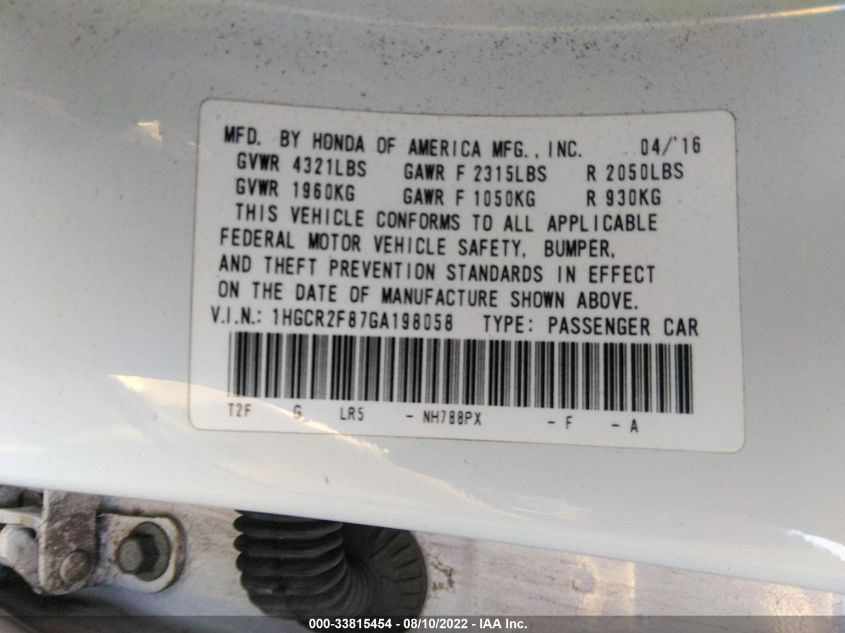 MFD. BY HONDA OF AMERICA MFG., INC. 04/'16
GVWR 4321LBS GAWR F 2315LBS R 2050LBS
GVWR 1960KG GAWR F 1050KG R 930KG
THIS VEHICLE CONFORMS TO ALL APPLICABLE
FEDERAL MOTOR VEHICLE SAFETY, BUMPER,
AND THEFT PREVENTION STANDARDS IN EFFECT
ON THE DATE OF MANUFACTURE SHOWN ABOVE.
V.I.N.: 1HGCR2F87GA198058 TYPE: PASSENGER CAR
T2F G LR5 - NH788PX - F - A
000-33815454 - 08/10/2022 - IAA Inc.